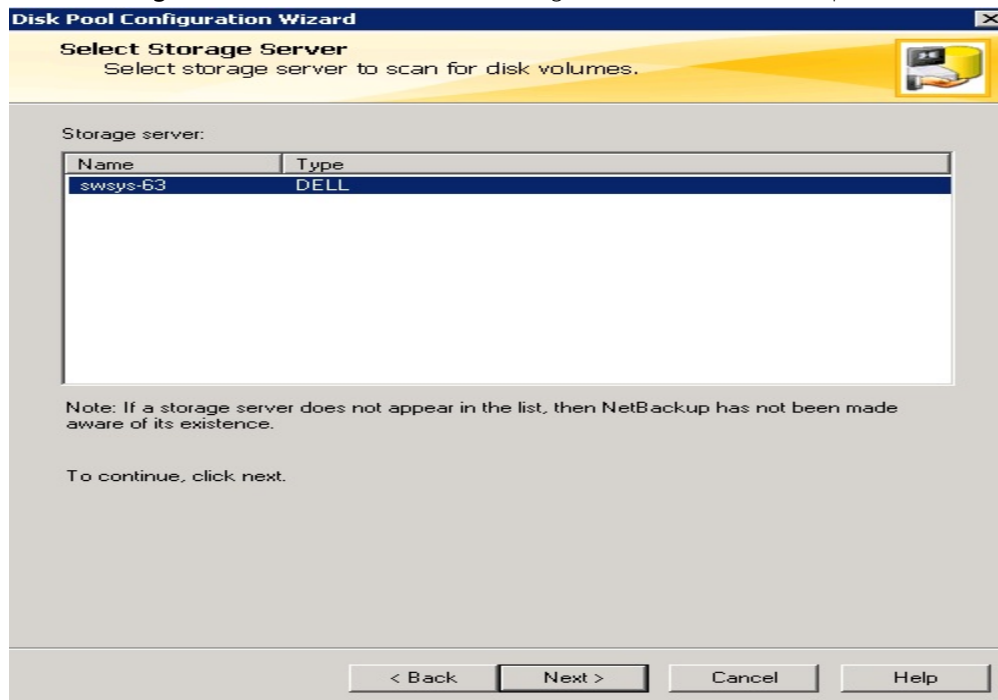 Disk Pool Configuration Wizard
Select Storage Server
Select storage server to scan for disk volumes.
Storage server:
Name Type
swsys-63 DELL
Note: If a storage server does not appear in the list, then NetBackup has not been made
aware of its existence.
To continue, click next.
< Back Next > Cancel Help